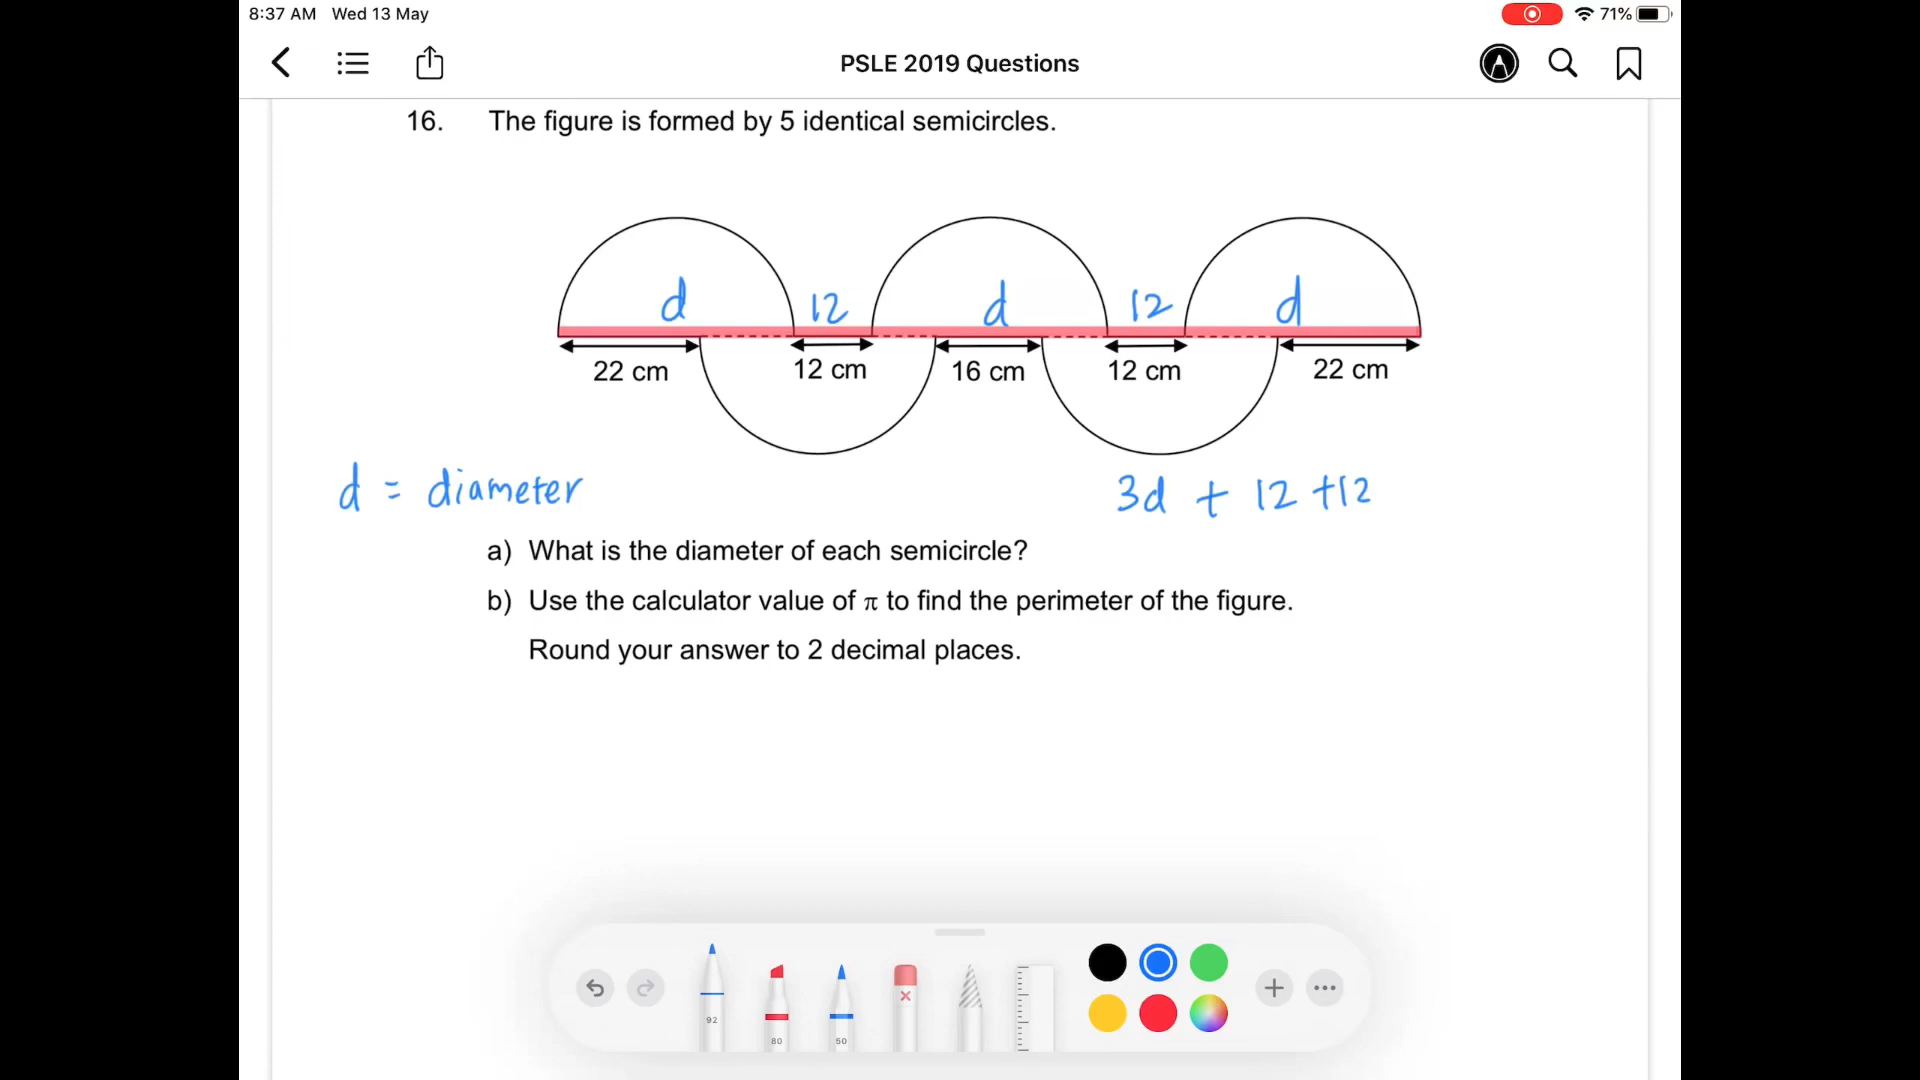 8:37 AM Wed 13 May 71%
PSLE 2019 Questions
16. The figure is formed by 5 identical semicircles.
d 12 d 12 d
22 cm 12 cm 16 cm 12 cm 22 cm
d = diameter 3d + 12 + 12
a) What is the diameter of each semicircle?
b) Use the calculator value of π to find the perimeter of the figure.
Round your answer to 2 decimal places.
92 80 50